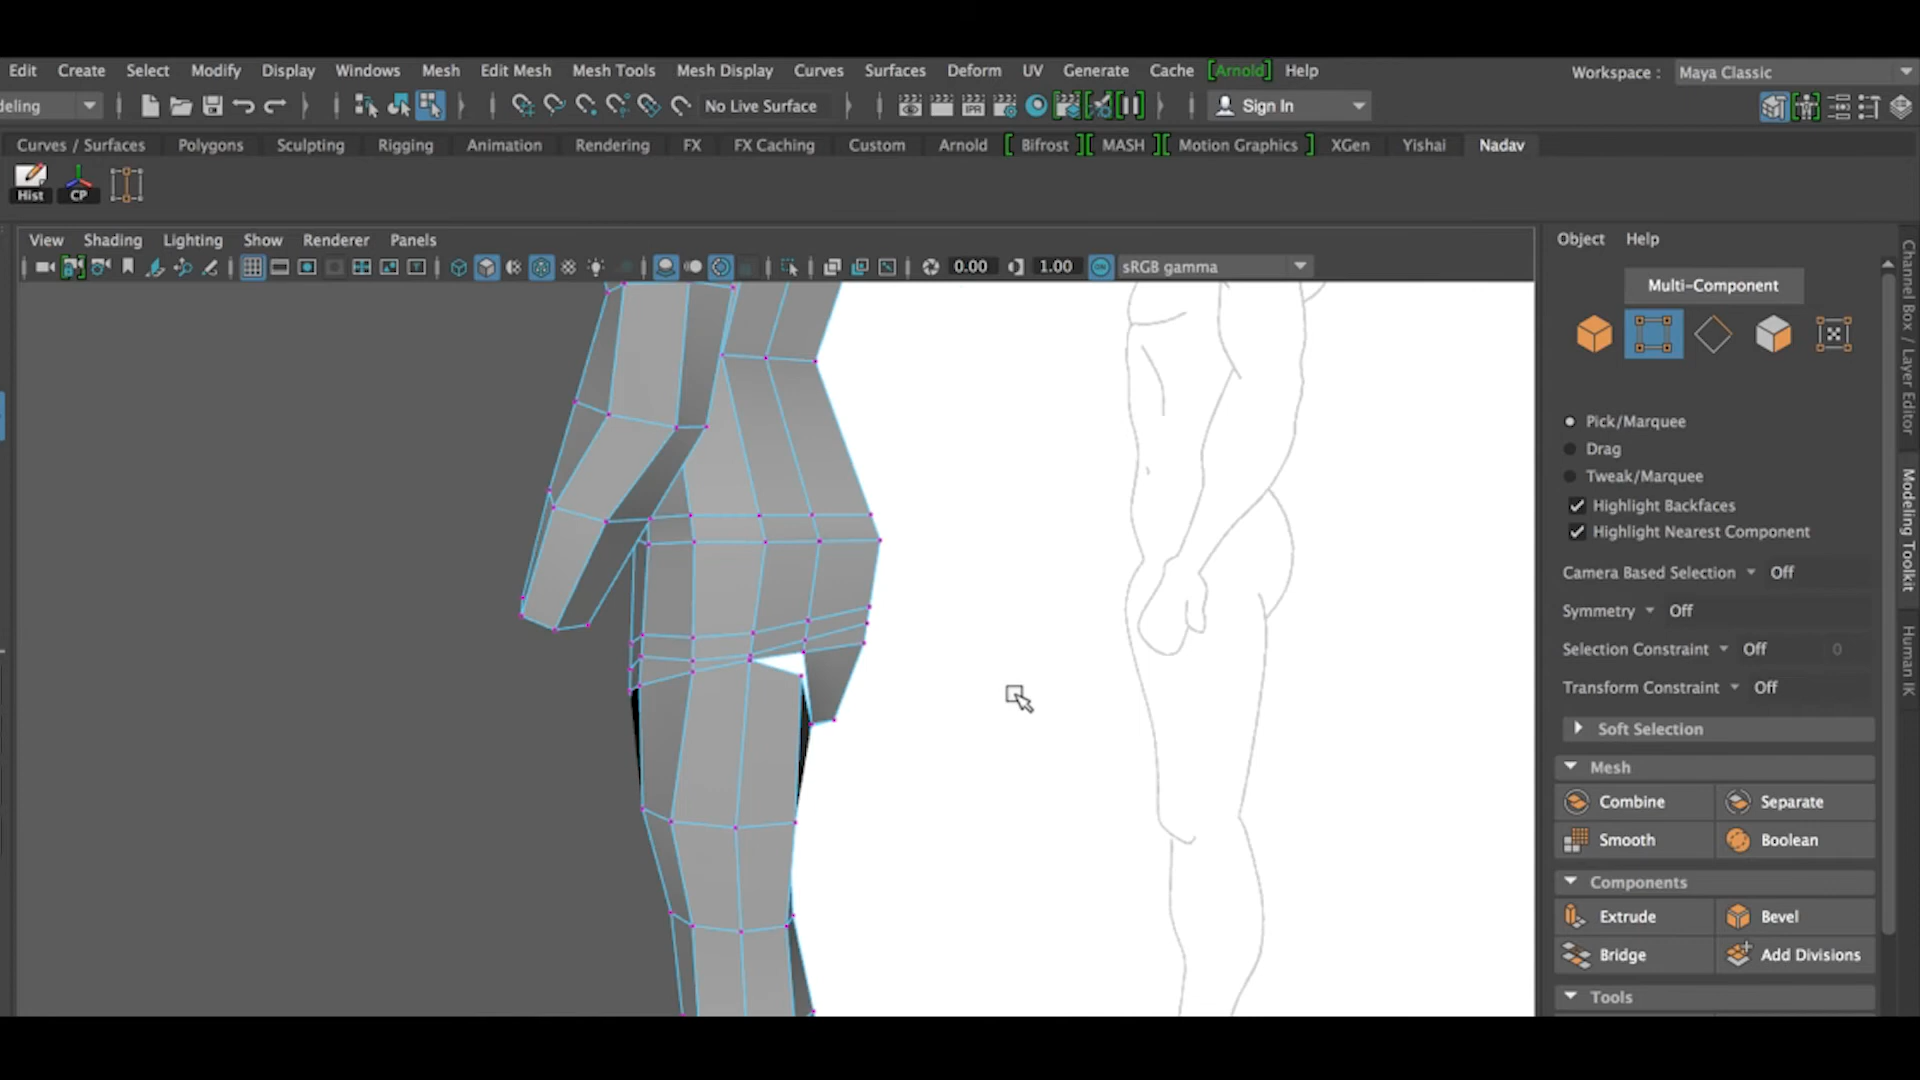 Edit Create Select Modify Display Windows Mesh Edit Mesh Mesh Tools Mesh Display Curves Surfaces Deform UV Generate Cache [Arnold] Help Workspace : Maya Classic
deling No Live Surface IPR Sign In
Curves / Surfaces Polygons Sculpting Rigging Animation Rendering FX FX Caching Custom Arnold [ Bifrost ] [ MASH ] [ Motion Graphics ] XGen Yishai Nadav
Hist CP
View Shading Lighting Show Renderer Panels
0.00 1.00 ON sRGB gamma
Object Help
Multi-Component
Pick/Marquee
Drag
Tweak/Marquee
Highlight Backfaces
Highlight Nearest Component
Camera Based Selection Off
Symmetry Off
Selection Constraint Off 0
Transform Constraint Off
Soft Selection
Mesh
Combine Separate
Smooth Boolean
Components
Extrude Bevel
Bridge Add Divisions
Tools
Channel Box / Layer Editor
Modeling Toolkit
Human IK